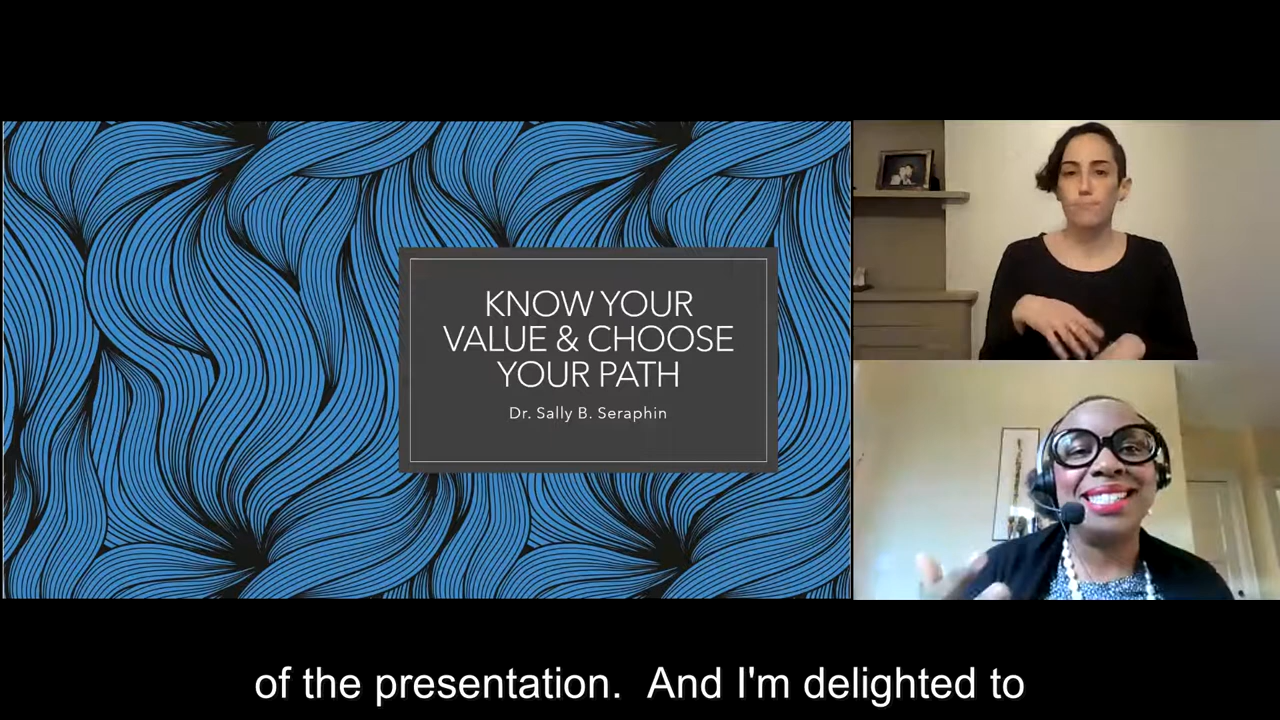 KNOW YOUR
VALUE & CHOOSE
YOUR PATH
Dr. Sally B. Seraphin
of the presentation.  And I'm delighted to